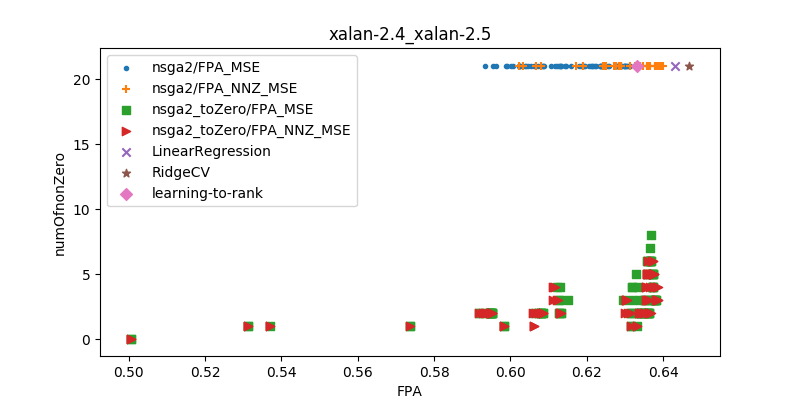 xalan-2.4_xalan-2.5
nsga2/FPA_MSE
nsga2/FPA_NNZ_MSE
nsga2_toZero/FPA_MSE
nsga2_toZero/FPA_NNZ_MSE
LinearRegression
RidgeCV
learning-to-rank
numOfnonZero
20
15
10
5
0
0.50 0.52 0.54 0.56 0.58 0.60 0.62 0.64
FPA